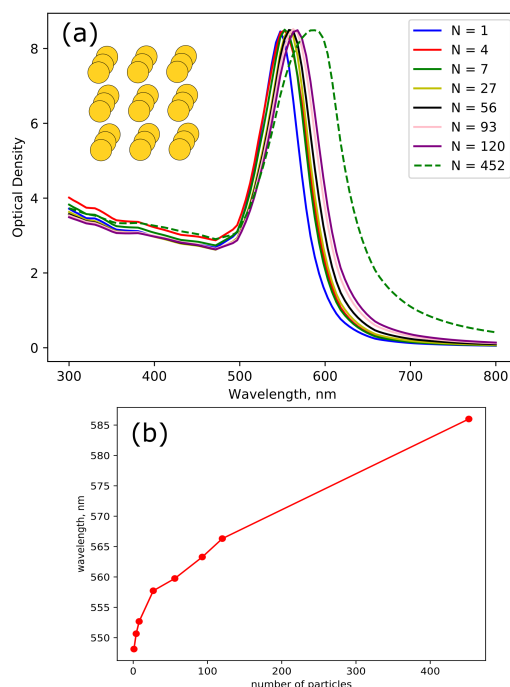 (a)
N = 1
N = 4
N = 7
N = 27
N = 56
N = 93
N = 120
N = 452
8
6
4
2
0
Optical Density
300 400 500 600 700 800
Wavelength, nm
(b)
585
580
575
570
565
560
555
550
wavelength, nm
0 100 200 300 400
number of particles